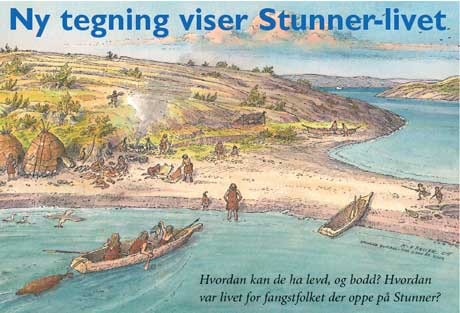 Ny tegning viser Stunner-livet
Hvordan kan de ha levd, og bodd? Hvordan
var livet for fangstfolket der oppe på Stunner?